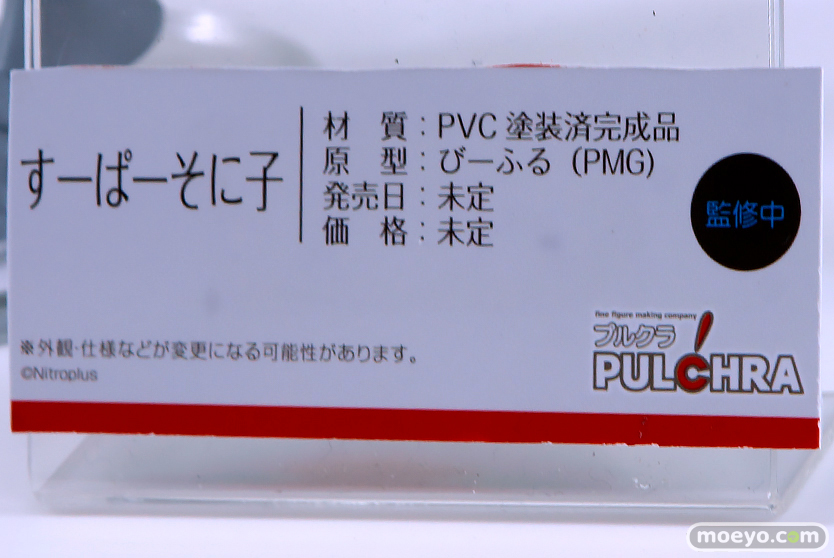 すーぱーそに子
材　質：PVC 塗装済完成品
原　型：びーふる（PMG）
発売日：未定
価　格：未定
監修中
※外観・仕様などが変更になる可能性があります。
©Nitroplus
fine figure making company
プルクラ
PULCHRA
moeyo.com